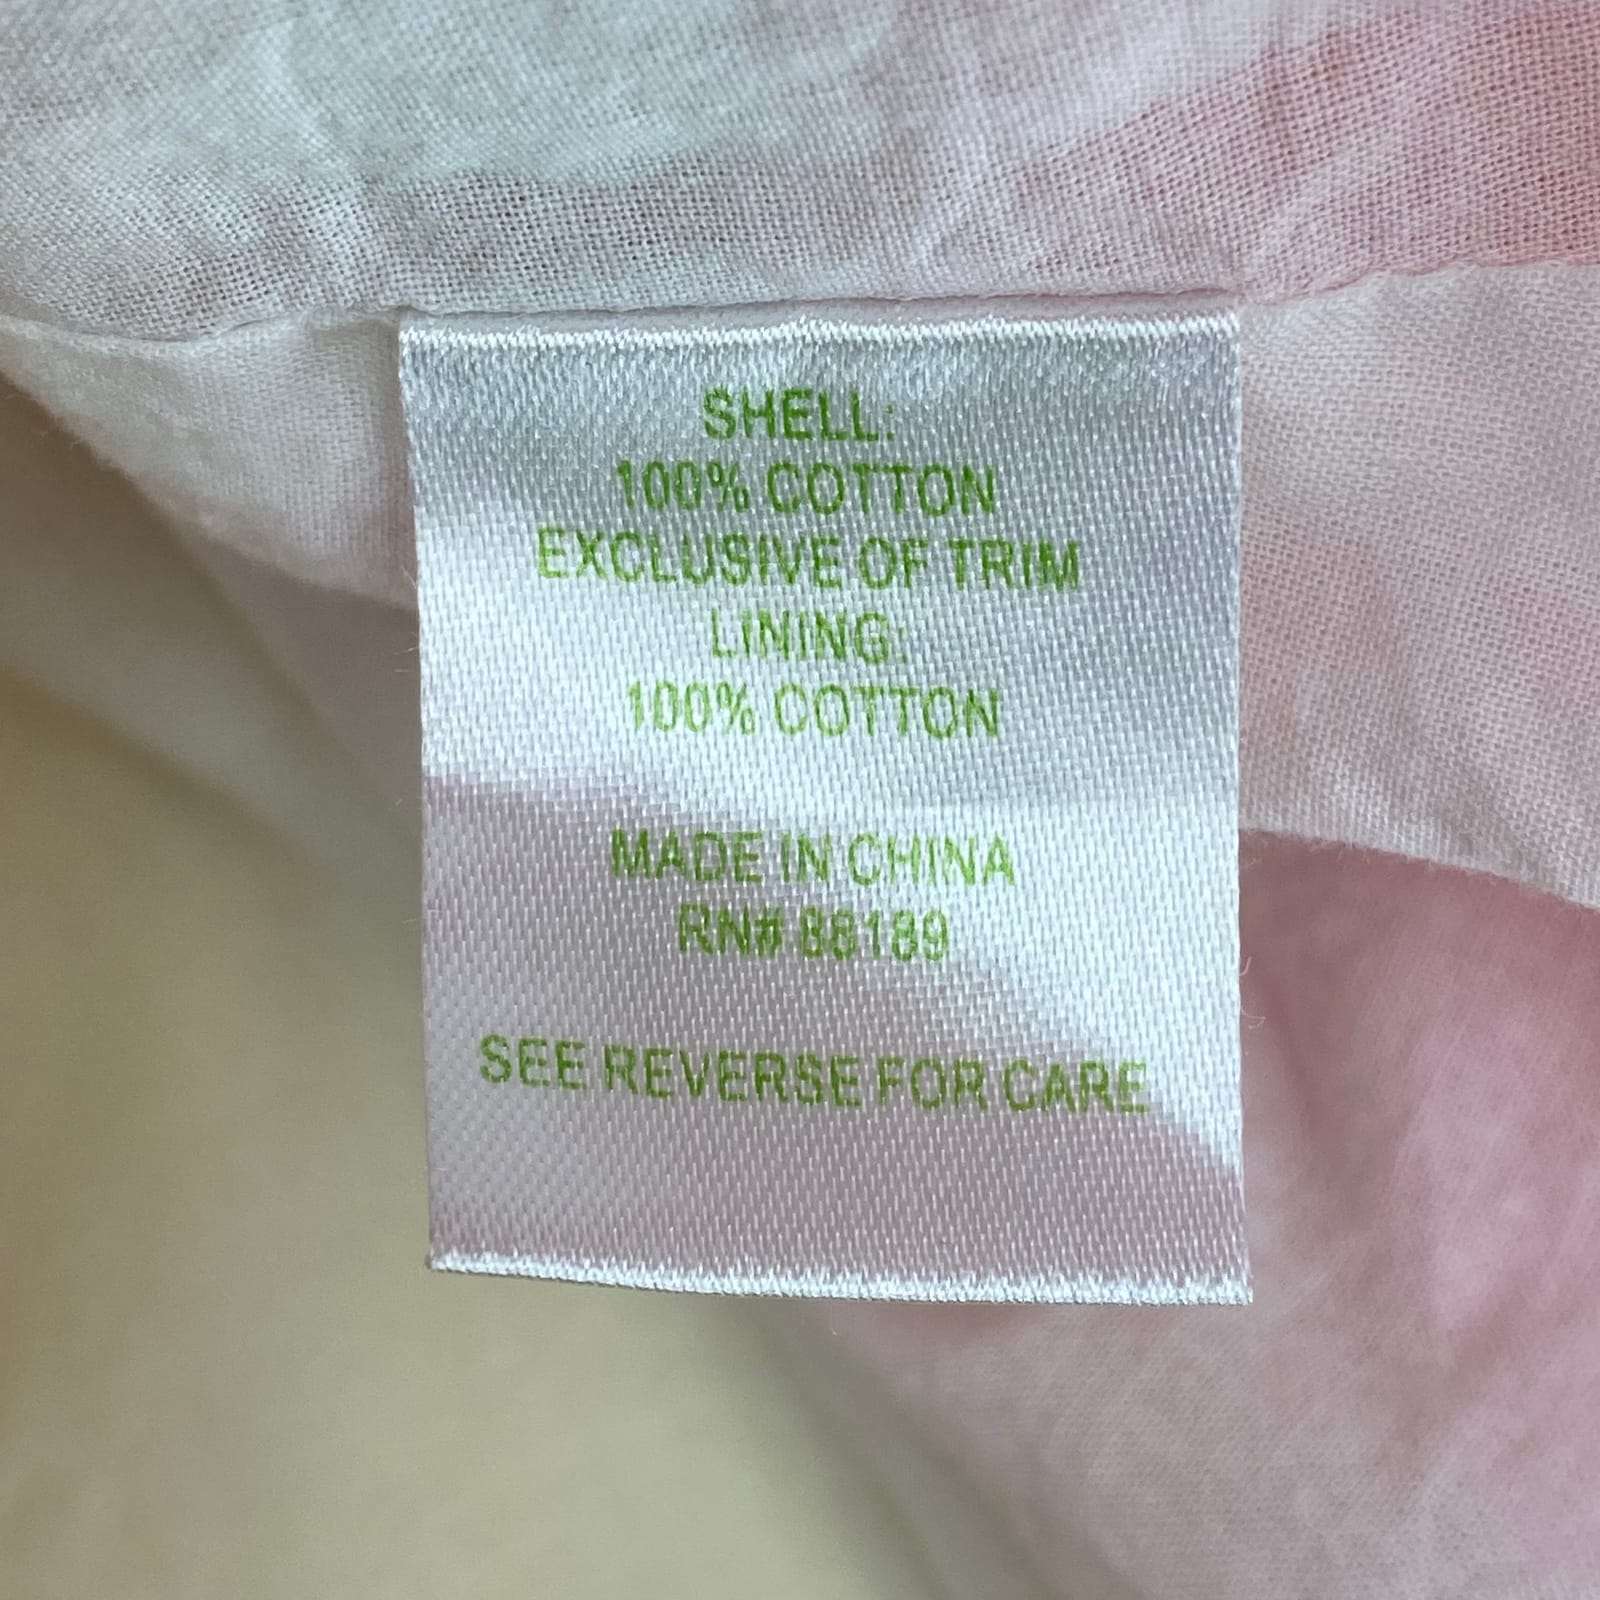 SHELL:
100% COTTON
EXCLUSIVE OF TRIM
LINING:
100% COTTON
MADE IN CHINA
RN# 88189
SEE REVERSE FOR CARE